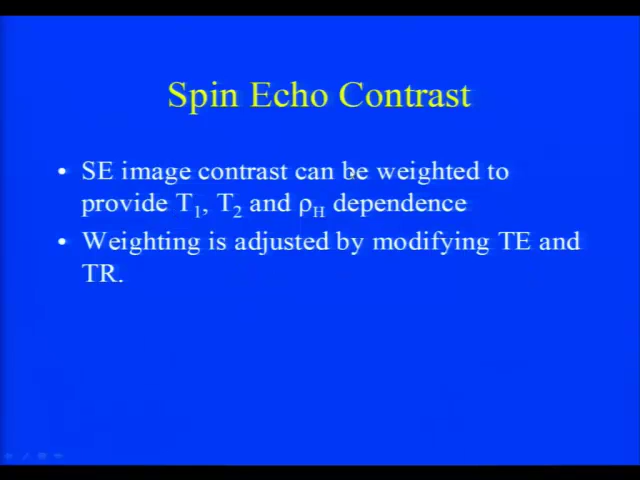 Spin Echo Contrast
• SE image contrast can be weighted to
provide T₁, T₂ and ρ_H dependence
• Weighting is adjusted by modifying TE and
TR.